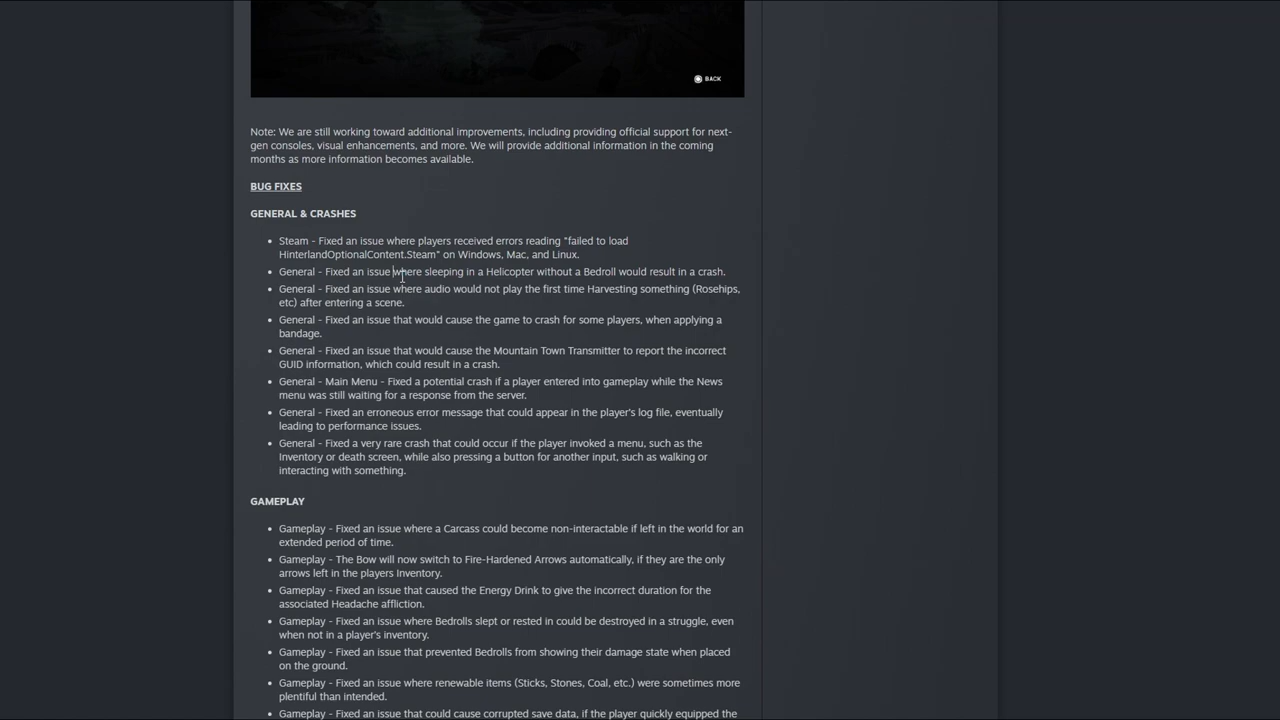 BACK
Note: We are still working toward additional improvements, including providing official support for next-
gen consoles, visual enhancements, and more. We will provide additional information in the coming
months as more information becomes available.
BUG FIXES
GENERAL & CRASHES
• Steam - Fixed an issue where players received errors reading "failed to load
HinterlandOptionalContent.Steam" on Windows, Mac, and Linux.
• General - Fixed an issue where sleeping in a Helicopter without a Bedroll would result in a crash.
• General - Fixed an issue where audio would not play the first time Harvesting something (Rosehips,
etc) after entering a scene.
• General - Fixed an issue that would cause the game to crash for some players, when applying a
bandage.
• General - Fixed an issue that would cause the Mountain Town Transmitter to report the incorrect
GUID information, which could result in a crash.
• General - Main Menu - Fixed a potential crash if a player entered into gameplay while the News
menu was still waiting for a response from the server.
• General - Fixed an erroneous error message that could appear in the player's log file, eventually
leading to performance issues.
• General - Fixed a very rare crash that could occur if the player invoked a menu, such as the
Inventory or death screen, while also pressing a button for another input, such as walking or
interacting with something.
GAMEPLAY
• Gameplay - Fixed an issue where a Carcass could become non-interactable if left in the world for an
extended period of time.
• Gameplay - The Bow will now switch to Fire-Hardened Arrows automatically, if they are the only
arrows left in the players Inventory.
• Gameplay - Fixed an issue that caused the Energy Drink to give the incorrect duration for the
associated Headache affliction.
• Gameplay - Fixed an issue where Bedrolls slept or rested in could be destroyed in a struggle, even
when not in a player's inventory.
• Gameplay - Fixed an issue that prevented Bedrolls from showing their damage state when placed
on the ground.
• Gameplay - Fixed an issue where renewable items (Sticks, Stones, Coal, etc.) were sometimes more
plentiful than intended.
• Gameplay - Fixed an issue that could cause corrupted save data, if the player quickly equipped the